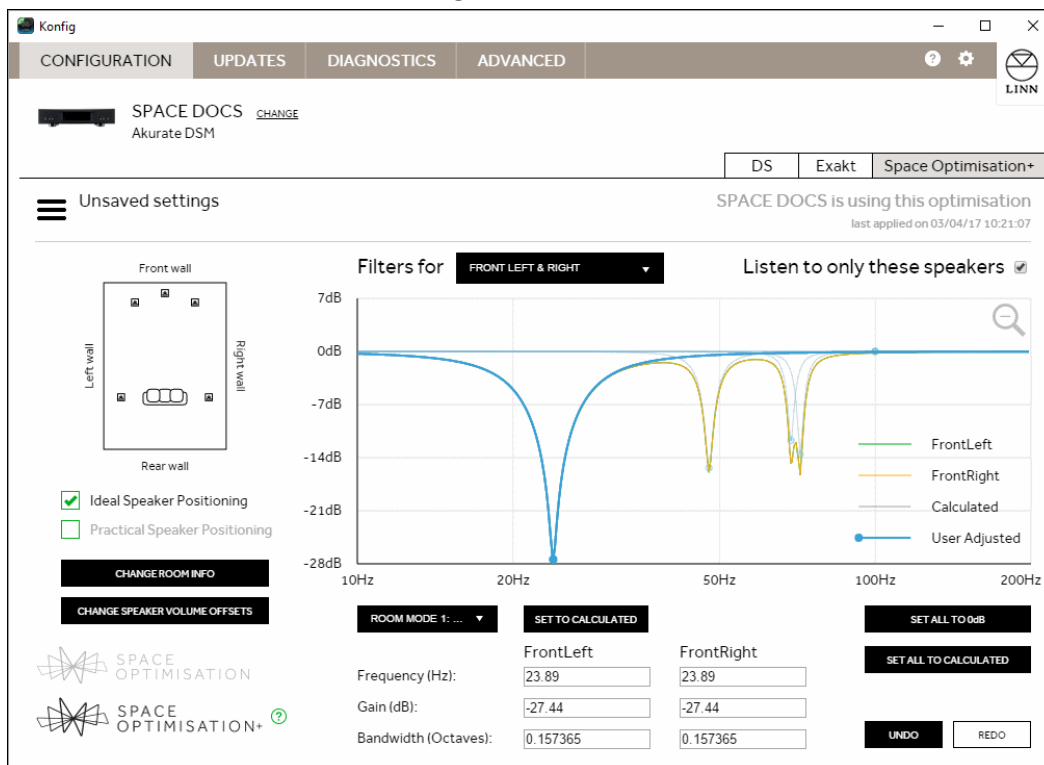 Konfig
CONFIGURATION UPDATES DIAGNOSTICS ADVANCED
LINN
SPACE DOCS CHANGE
Akurate DSM
DS Exakt Space Optimisation+
Unsaved settings
SPACE DOCS is using this optimisation
last applied on 03/04/17 10:21:07
Front wall
Left wall
Right wall
Rear wall
Ideal Speaker Positioning
Practical Speaker Positioning
CHANGE ROOM INFO
CHANGE SPEAKER VOLUME OFFSETS
SPACE
OPTIMISATION
SPACE
OPTIMISATION+ ?
Filters for FRONT LEFT & RIGHT
Listen to only these speakers
7dB
0dB
-7dB
-14dB
-21dB
-28dB
10Hz 20Hz 50Hz 100Hz 200Hz
FrontLeft
FrontRight
Calculated
User Adjusted
ROOM MODE 1: ... SET TO CALCULATED SET ALL TO 0dB
FrontLeft FrontRight
SET ALL TO CALCULATED
Frequency (Hz): 23.89 23.89
Gain (dB): -27.44 -27.44
Bandwidth (Octaves): 0.157365 0.157365
UNDO REDO